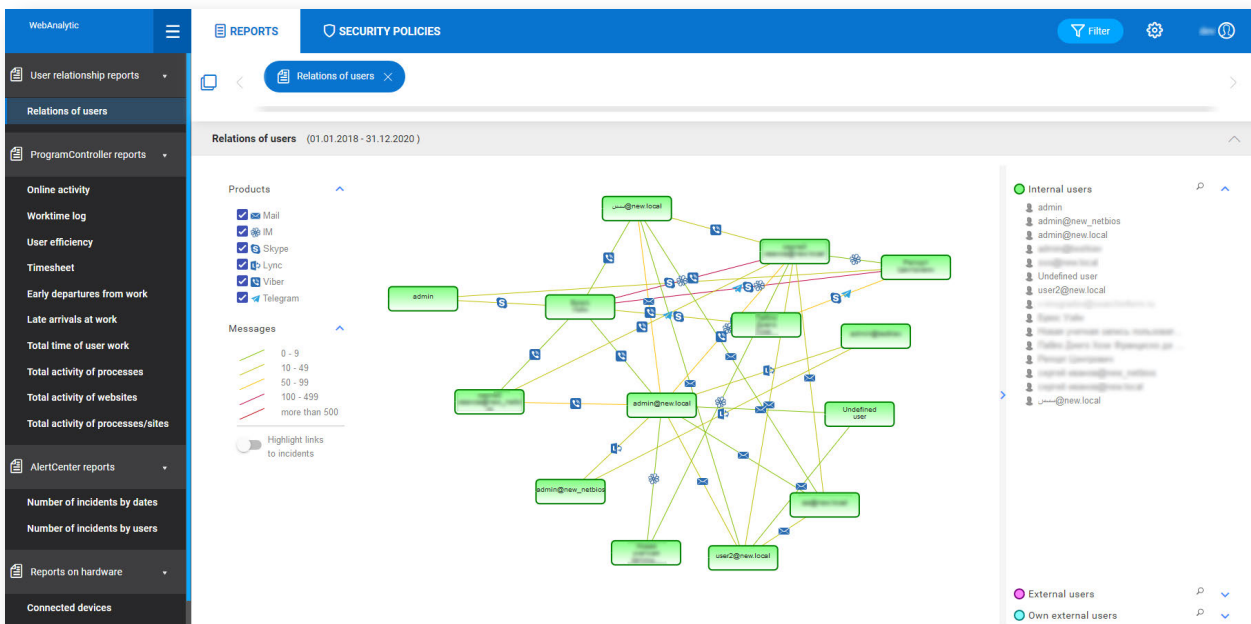 WebAnalytic
REPORTS
SECURITY POLICIES
Filter
User relationship reports
Relations of users
Relations of users
Relations of users (01.01.2018 - 31.12.2020 )
ProgramController reports
Online activity
Worktime log
User efficiency
Timesheet
Early departures from work
Late arrivals at work
Total time of user work
Total activity of processes
Total activity of websites
Total activity of processes/sites
AlertCenter reports
Number of incidents by dates
Number of incidents by users
Reports on hardware
Connected devices
Products
Mail
IM
Skype
Lync
Viber
Telegram
Messages
0 - 9
10 - 49
50 - 99
100 - 499
more than 500
Highlight links
to incidents
@new.local
admin
admin@new.local
Undefined
user
admin@new_netbios
user2@new.local
Internal users
admin
admin@new_netbios
admin@new.local
Undefined user
user2@new.local
@new.local
External users
Own external users